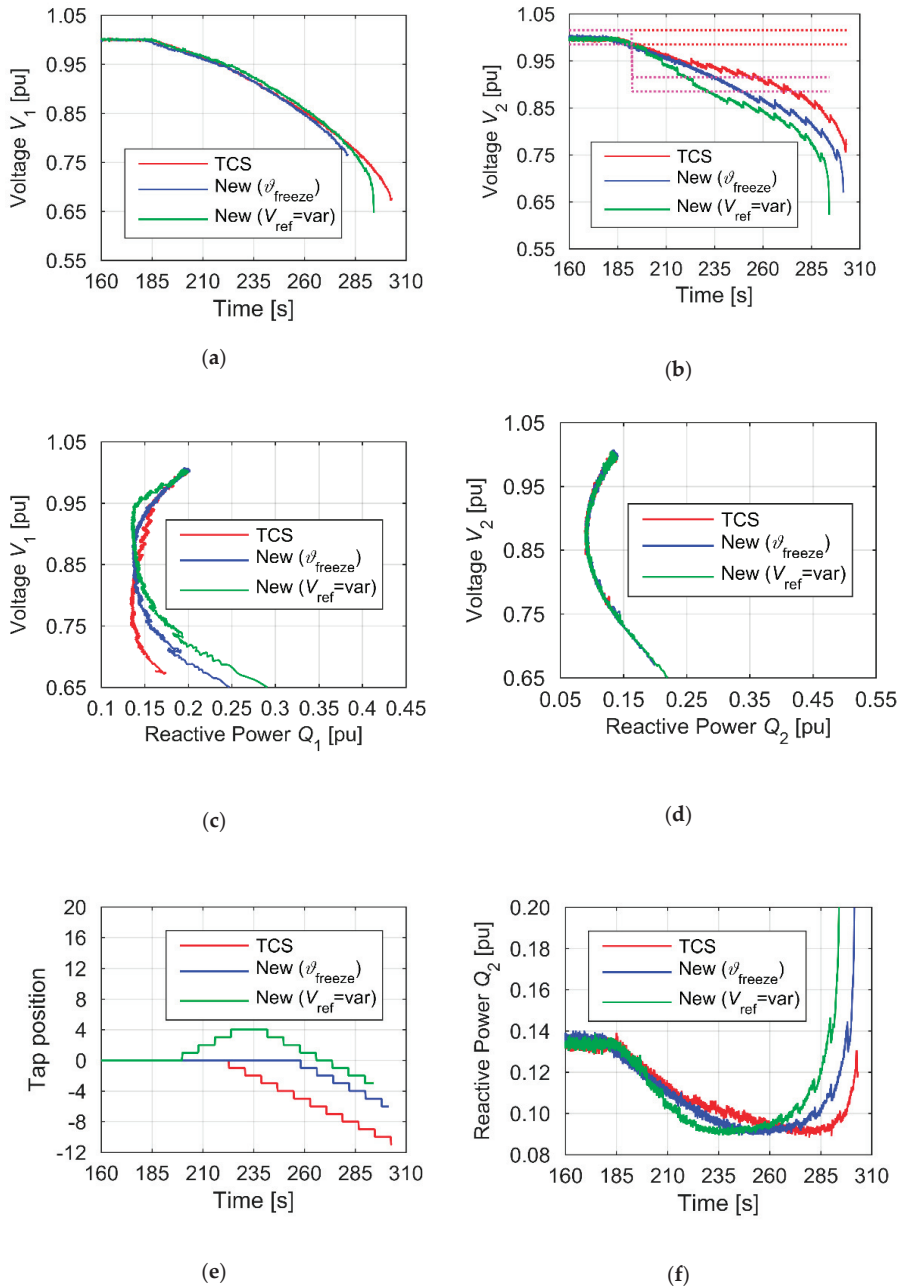 1.05
0.95
0.85
0.75
0.65
0.55
Voltage V1 [pu]
TCS
New (ϑfreeze)
New (Vref=var)
160 185 210 235 260 285 310
Time [s]
(a)
1.05
0.95
0.85
0.75
0.65
0.55
Voltage V2 [pu]
TCS
New (ϑfreeze)
New (Vref=var)
160 185 210 235 260 285 310
Time [s]
(b)
1.05
0.95
0.85
0.75
0.65
Voltage V1 [pu]
TCS
New (ϑfreeze)
New (Vref=var)
0.1 0.15 0.2 0.25 0.3 0.35 0.4 0.45
Reactive Power Q1 [pu]
(c)
1.05
0.95
0.85
0.75
0.65
Voltage V2 [pu]
TCS
New (ϑfreeze)
New (Vref=var)
0.05 0.15 0.25 0.35 0.45 0.55
Reactive Power Q2 [pu]
(d)
20
16
12
8
4
0
-4
-8
-12
Tap position
TCS
New (ϑfreeze)
New (Vref=var)
160 185 210 235 260 285 310
Time [s]
(e)
0.20
0.18
0.16
0.14
0.12
0.10
0.08
Reactive Power Q2 [pu]
TCS
New (ϑfreeze)
New (Vref=var)
160 185 210 235 260 285 310
Time [s]
(f)